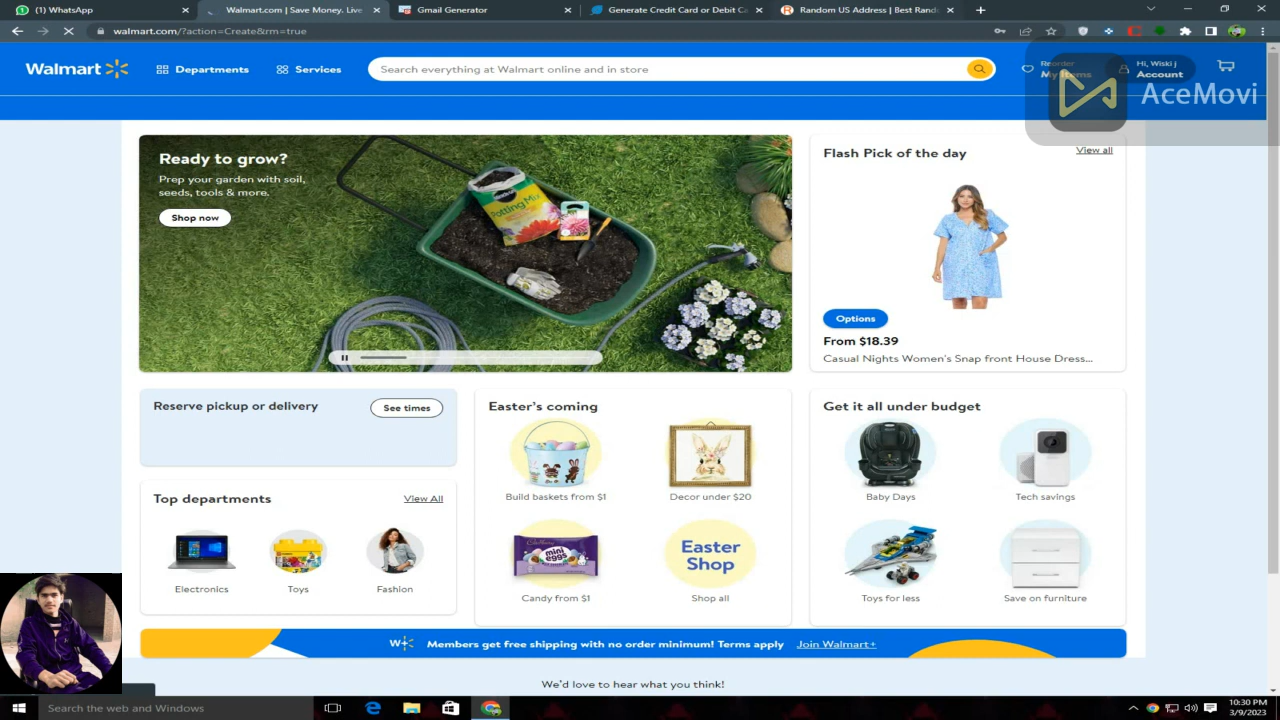 (1) WhatsApp
Walmart.com | Save Money. Live
Gmail Generator
Generate Credit Card or Debit Ca
Random US Address | Best Rand
walmart.com/?action=Create&rm=true
Walmart
Departments
Services
Search everything at Walmart online and in store
Reorder
My Items
Hi, Wiski j
Account
AceMovi
Ready to grow?
Prep your garden with soil,
seeds, tools & more.
Shop now
Potting Mix
Flash Pick of the day
View all
Options
From $18.39
Casual Nights Women's Snap front House Dress...
Reserve pickup or delivery
See times
Top departments
View All
Electronics
Toys
Fashion
Easter's coming
Build baskets from $1
Decor under $20
mini
eggs
Candy from $1
Easter
Shop
Shop all
Get it all under budget
Baby Days
Tech savings
Toys for less
Save on furniture
W+
Members get free shipping with no order minimum! Terms apply
Join Walmart+
We'd love to hear what you think!
Search the web and Windows
10:30 PM
3/9/2023